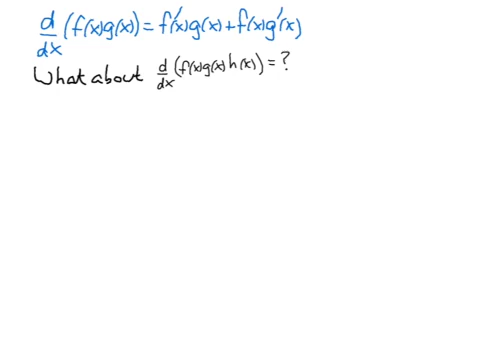 d/dx (f(x)g(x)) = f'(x)g(x) + f(x)g'(x)
What about d/dx (f(x)g(x)h(x)) = ?